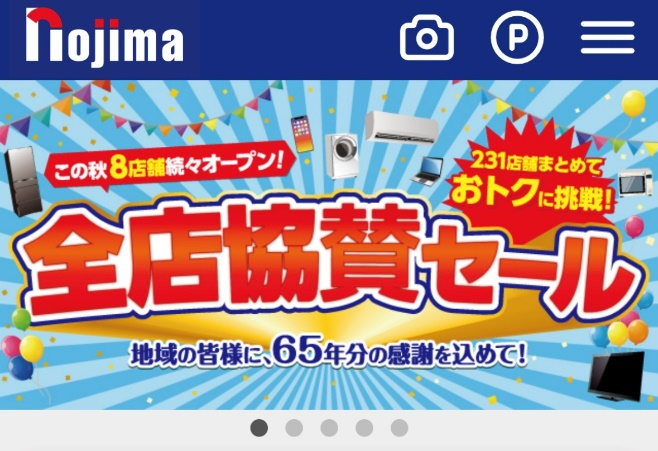 nojima
P
この秋8店舗続々オープン!
231店舗まとめて
おトクに挑戦!
全店協賛セール
地域の皆様に、65年分の感謝を込めて!